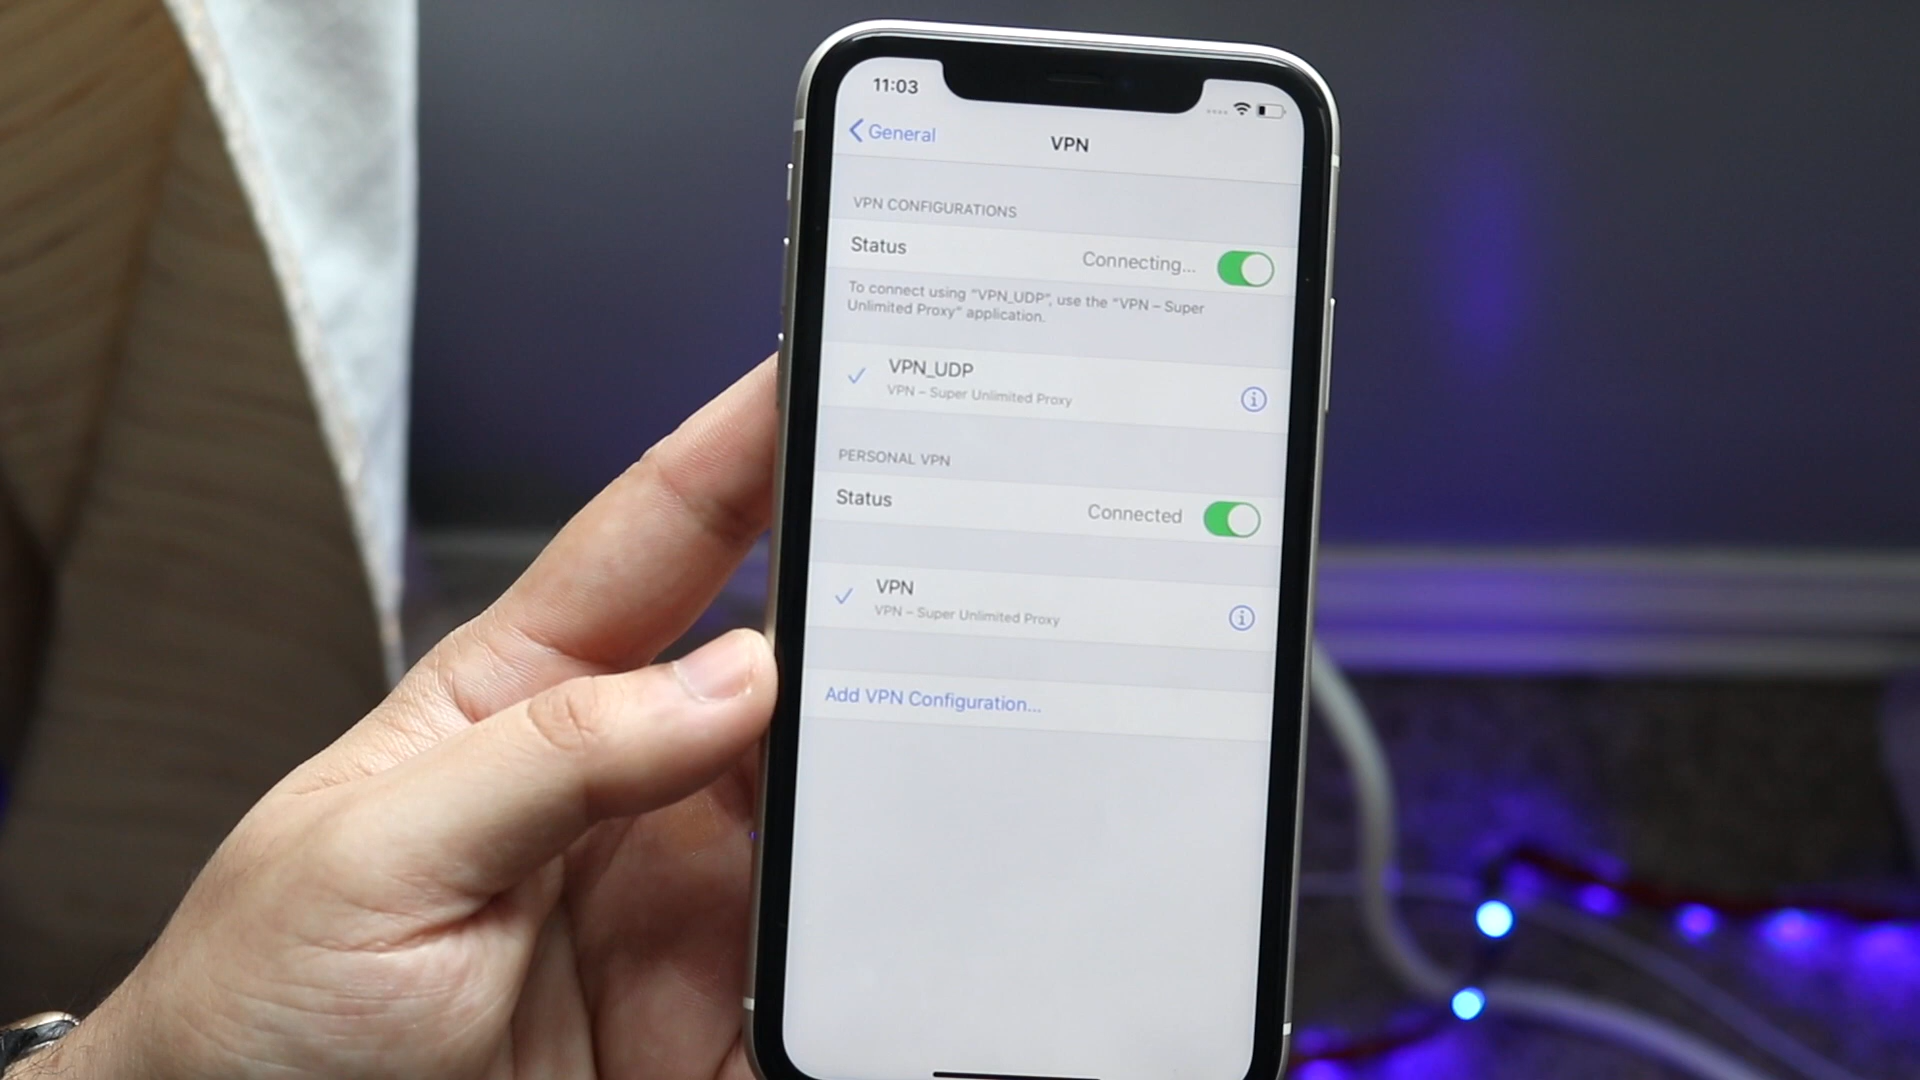 11:03
General
VPN
VPN CONFIGURATIONS
Status Connecting...
To connect using "VPN_UDP", use the "VPN – Super
Unlimited Proxy" application.
VPN_UDP
VPN – Super Unlimited Proxy
PERSONAL VPN
Status Connected
VPN
VPN – Super Unlimited Proxy
Add VPN Configuration...